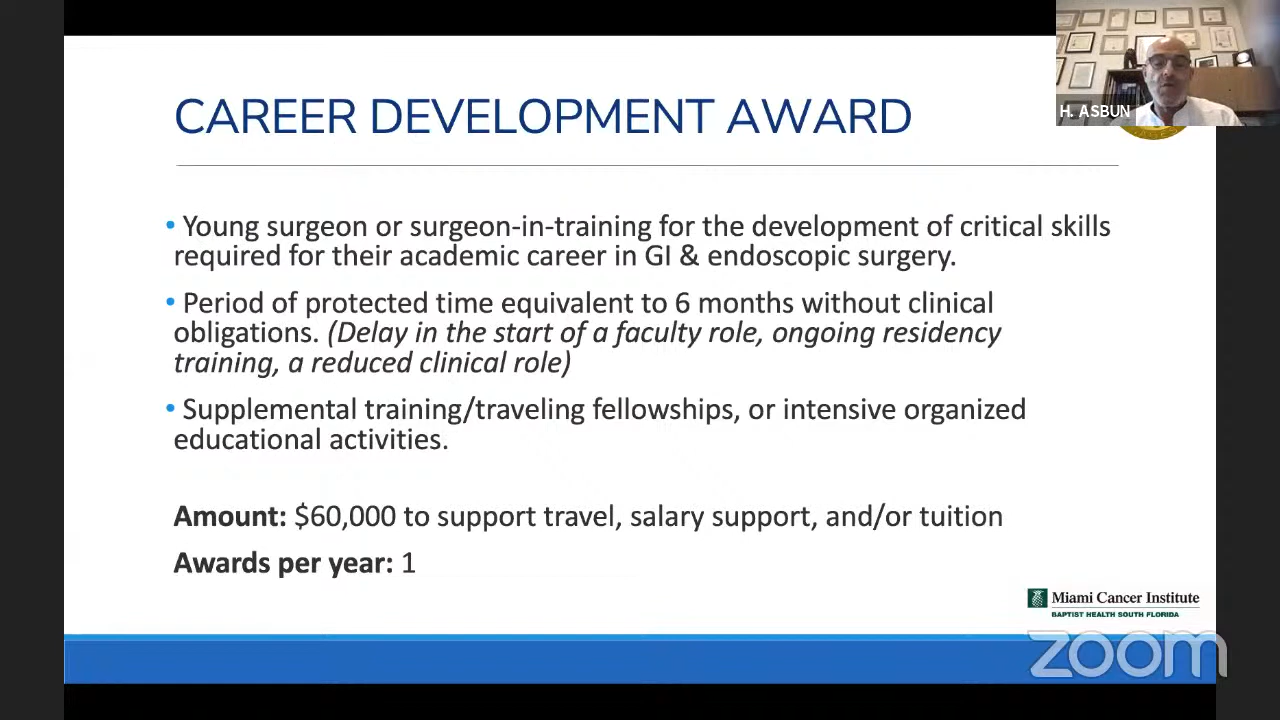 CAREER DEVELOPMENT AWARD
H. ASBUN
• Young surgeon or surgeon-in-training for the development of critical skills
required for their academic career in GI & endoscopic surgery.
• Period of protected time equivalent to 6 months without clinical
obligations. (Delay in the start of a faculty role, ongoing residency
training, a reduced clinical role)
• Supplemental training/traveling fellowships, or intensive organized
educational activities.
Amount: $60,000 to support travel, salary support, and/or tuition
Awards per year: 1
Miami Cancer Institute
BAPTIST HEALTH SOUTH FLORIDA
zoom